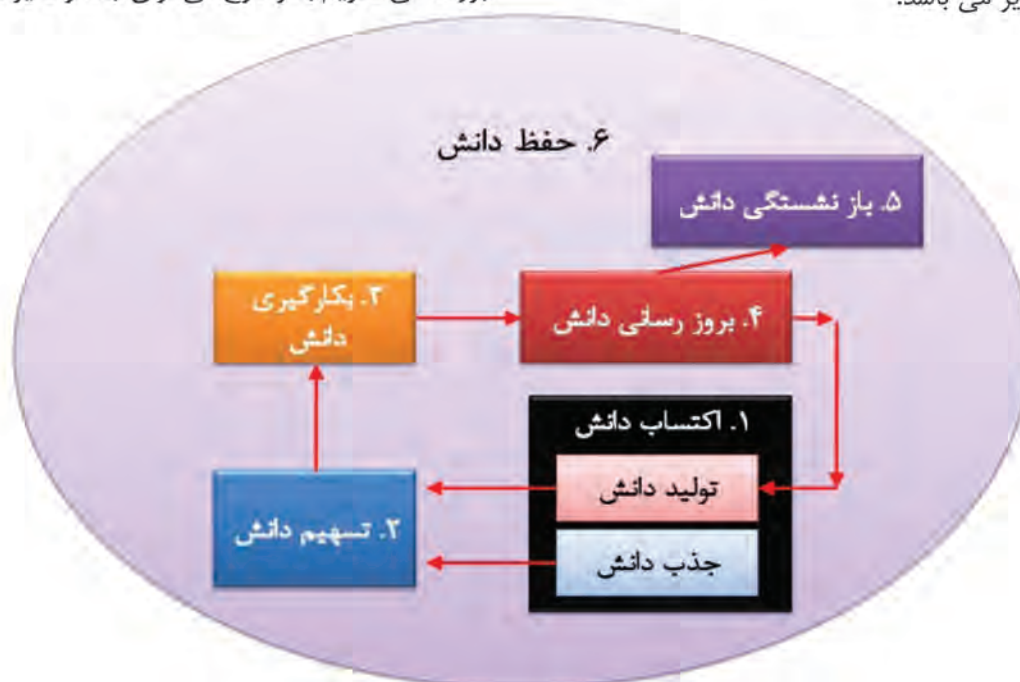 ۶. حفظ دانش
۵. باز نشستگی دانش
۴. بروز رسانی دانش
۳. بکارگیری
دانش
۱. اکتساب دانش
تولید دانش
جذب دانش
۲. تسهیم دانش